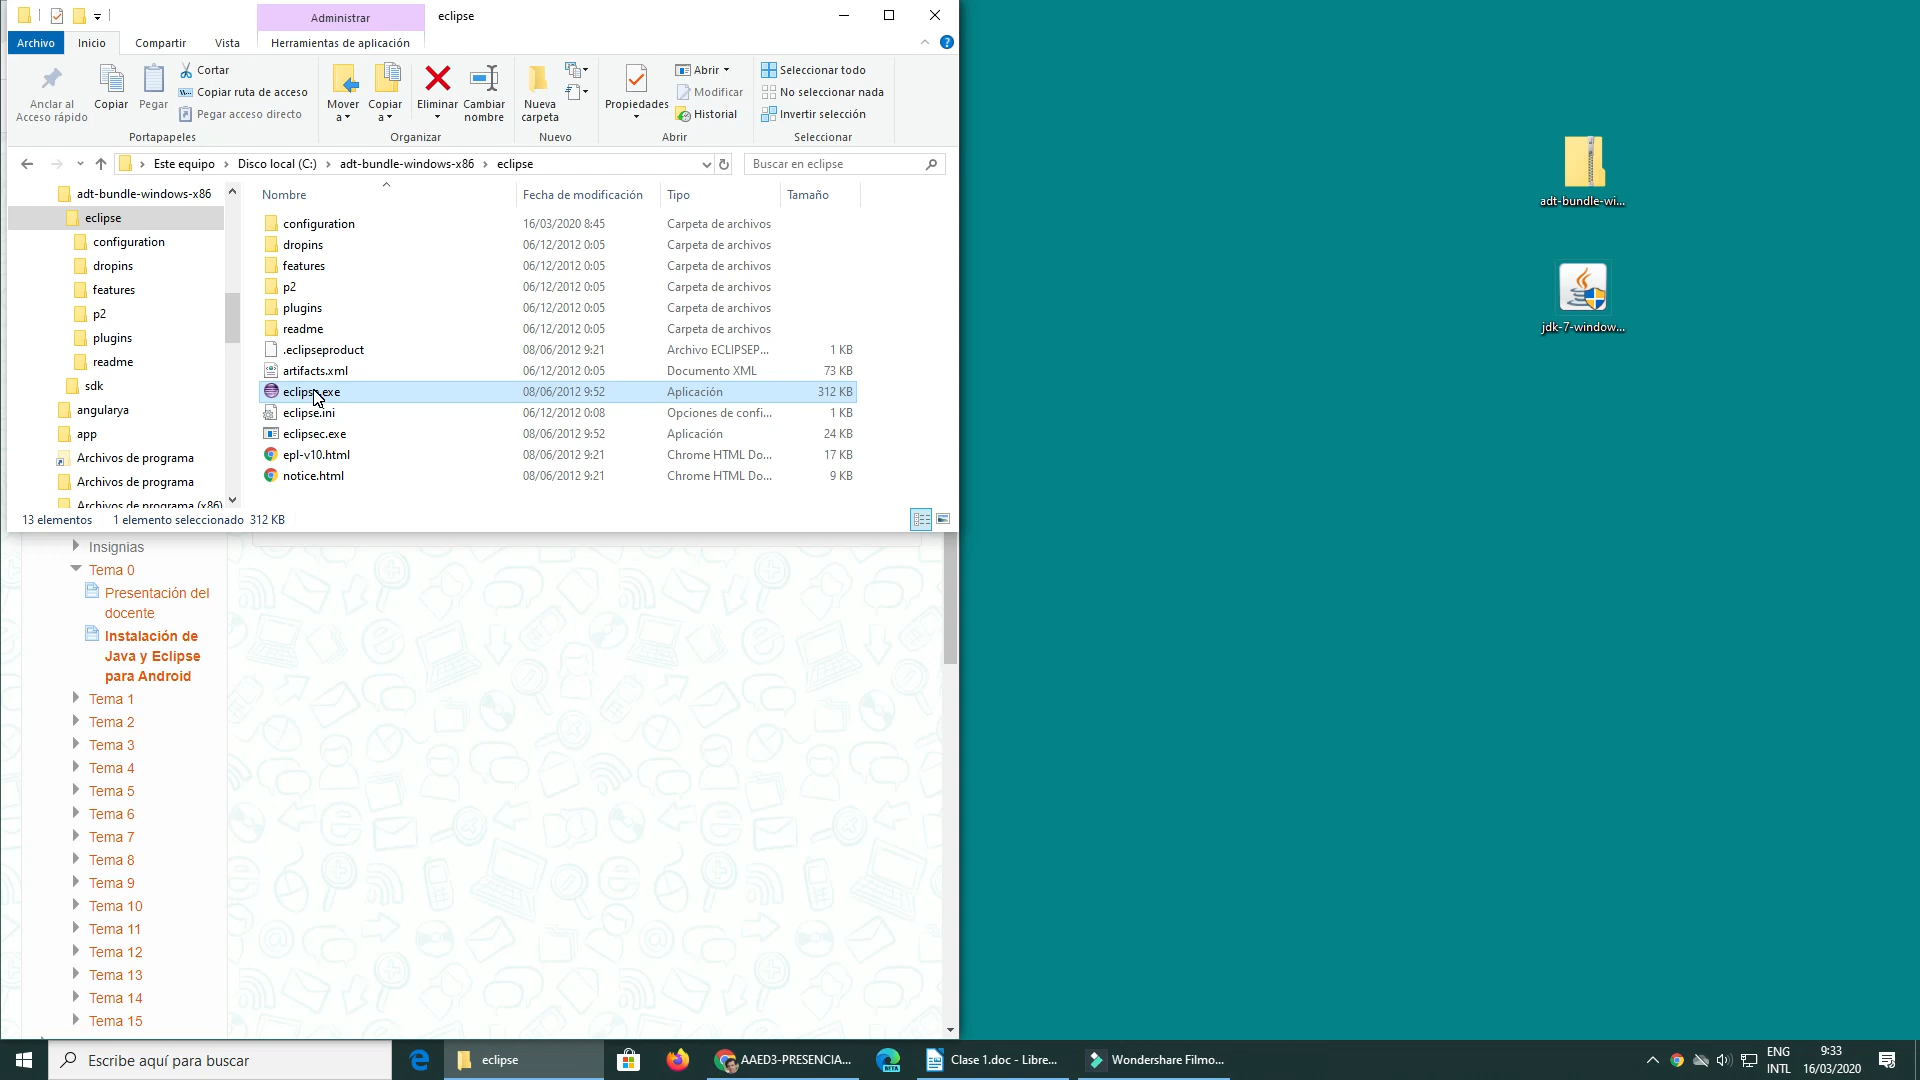 Administrar
eclipse
Archivo
Inicio
Compartir
Vista
Herramientas de aplicación
Anclar al
Acceso rápido
Copiar
Pegar
Cortar
Copiar ruta de acceso
Pegar acceso directo
Mover
a
Copiar
a
Eliminar
Cambiar
nombre
Nueva
carpeta
Propiedades
Abrir
Modificar
Historial
Seleccionar todo
No seleccionar nada
Invertir selección
Portapapeles
Organizar
Nuevo
Abrir
Seleccionar
Este equipo › Disco local (C:) › adt-bundle-windows-x86 › eclipse
Buscar en eclipse
adt-bundle-windows-x86
eclipse
configuration
dropins
features
p2
plugins
readme
sdk
angularya
app
Archivos de programa
Archivos de programa
Archivos de programa (x86)
Nombre Fecha de modificación Tipo Tamaño
configuration 16/03/2020 8:45 Carpeta de archivos
dropins 06/12/2012 0:05 Carpeta de archivos
features 06/12/2012 0:05 Carpeta de archivos
p2 06/12/2012 0:05 Carpeta de archivos
plugins 06/12/2012 0:05 Carpeta de archivos
readme 06/12/2012 0:05 Carpeta de archivos
.eclipseproduct 08/06/2012 9:21 Archivo ECLIPSEP... 1 KB
artifacts.xml 06/12/2012 0:05 Documento XML 73 KB
eclipse.exe 08/06/2012 9:52 Aplicación 312 KB
eclipse.ini 06/12/2012 0:08 Opciones de confi... 1 KB
eclipsec.exe 08/06/2012 9:52 Aplicación 24 KB
epl-v10.html 08/06/2012 9:21 Chrome HTML Do... 17 KB
notice.html 08/06/2012 9:21 Chrome HTML Do... 9 KB
13 elementos 1 elemento seleccionado 312 KB
Insignias
Tema 0
Presentación del
docente
Instalación de
Java y Eclipse
para Android
Tema 1
Tema 2
Tema 3
Tema 4
Tema 5
Tema 6
Tema 7
Tema 8
Tema 9
Tema 10
Tema 11
Tema 12
Tema 13
Tema 14
Tema 15
adt-bundle-wi...
jdk-7-window...
Escribe aquí para buscar
eclipse
AAED3-PRESENCIA...
BETA
Clase 1.doc - Libre...
Wondershare Filmo...
ENG
INTL
9:33
16/03/2020